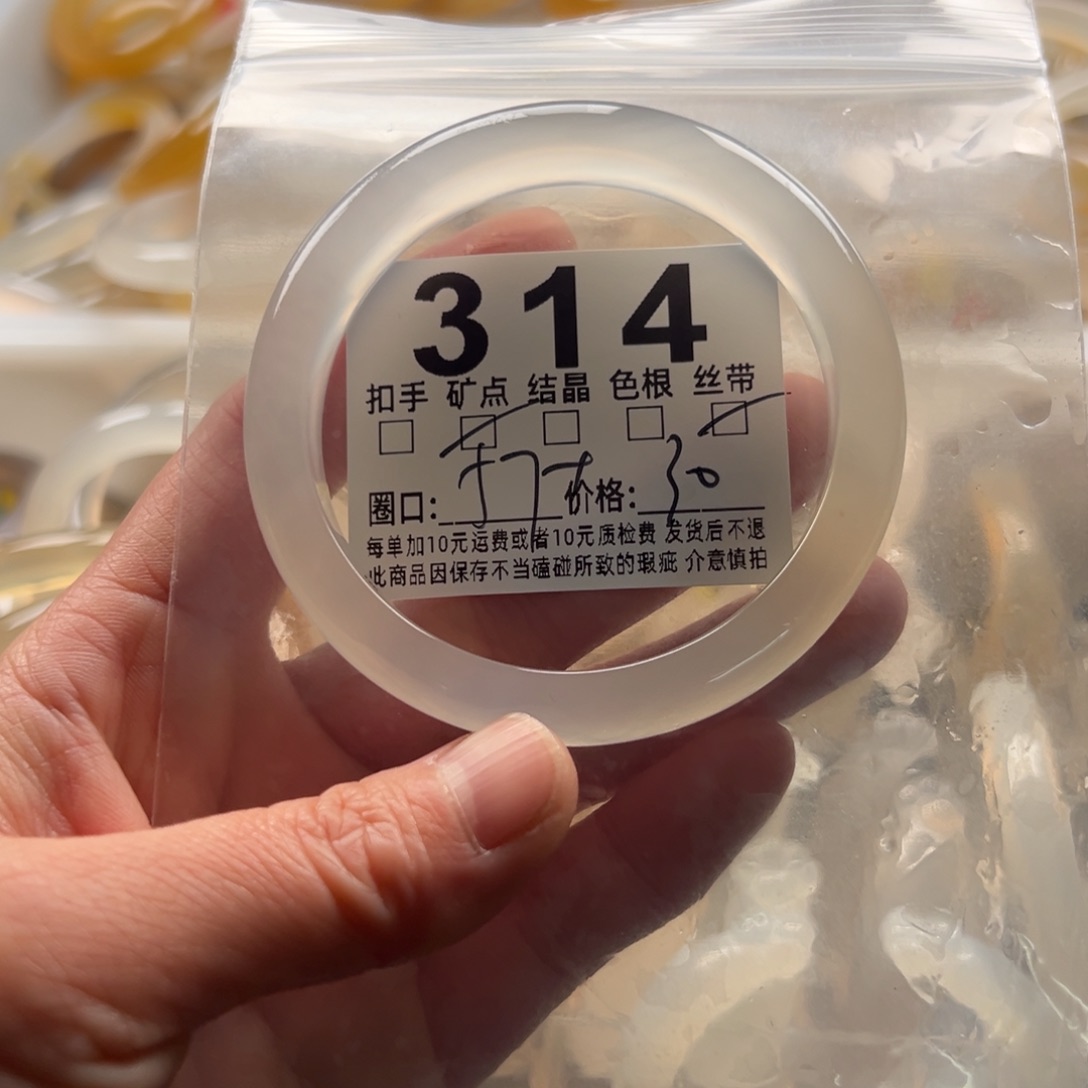 314
扣手 矿点 结晶 色根 丝带
圈口: 57 价格: 30
每单加10元运费或者10元质检费 发货后不退
此商品因保存不当磕碰所致的瑕疵 介意慎拍